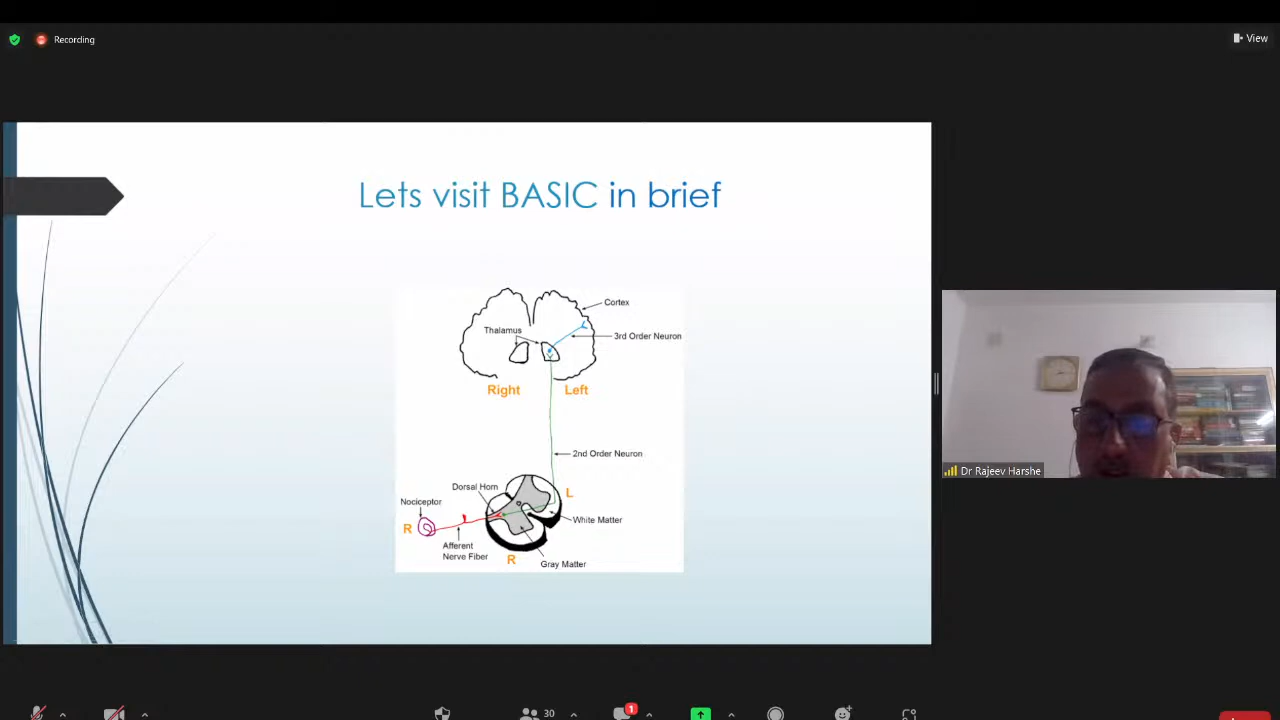 Recording
View
Lets visit BASIC in brief
Cortex
Thalamus
3rd Order Neuron
Right
Left
2nd Order Neuron
Dorsal Horn
L
Nociceptor
R
White Matter
Afferent
Nerve Fiber
R
Gray Matter
Dr Rajeev Harshe
30
1